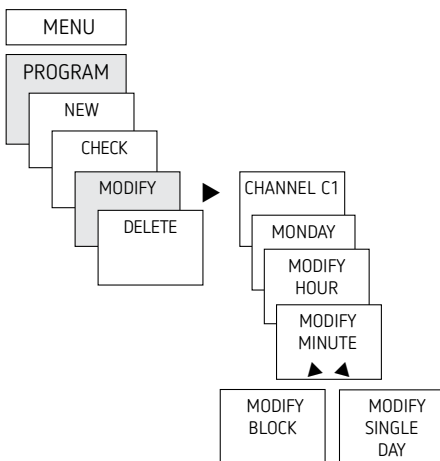 MENU
PROGRAM
NEW
CHECK
MODIFY
DELETE
CHANNEL C1
MONDAY
MODIFY
HOUR
MODIFY
MINUTE
MODIFY
BLOCK
MODIFY
SINGLE
DAY